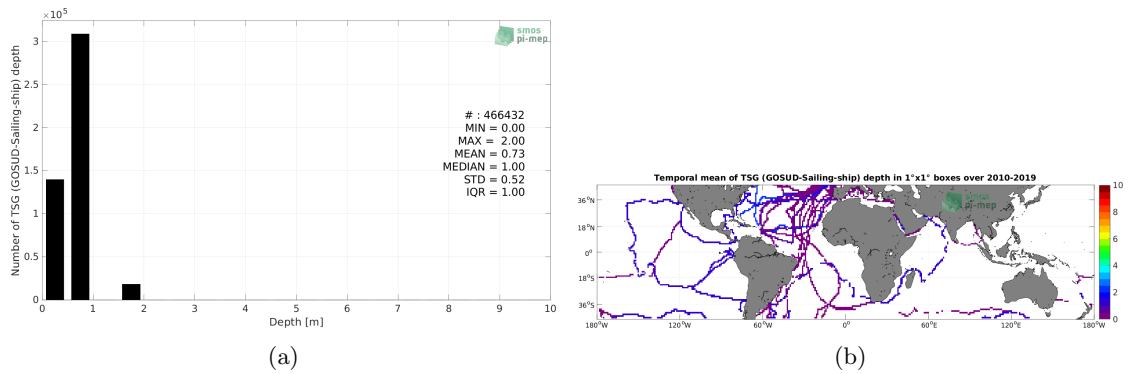 ×10⁵
3
2.5
2
1.5
1
0.5
0
Number of TSG (GOSUD-Sailing-ship) depth
smos
pi-mep
# : 466432
MIN = 0.00
MAX = 2.00
MEAN = 0.73
MEDIAN = 1.00
STD = 0.52
IQR = 1.00
0 1 2 3 4 5 6 7 8 9 10
Depth [m]
(a)
Temporal mean of TSG (GOSUD-Sailing-ship) depth in 1°x1° boxes over 2010-2019
smos
pi-mep
36°N
18°N
0°
18°S
36°S
180°W 120°W 60°W 0° 60°E 120°E 180°W
10
8
6
4
2
0
(b)